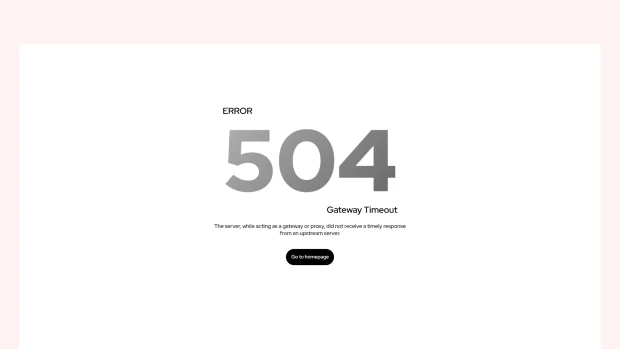 ERROR
504
Gateway Timeout
The server, while acting as a gateway or proxy, did not receive a timely response
from an upstream server.
Go to homepage